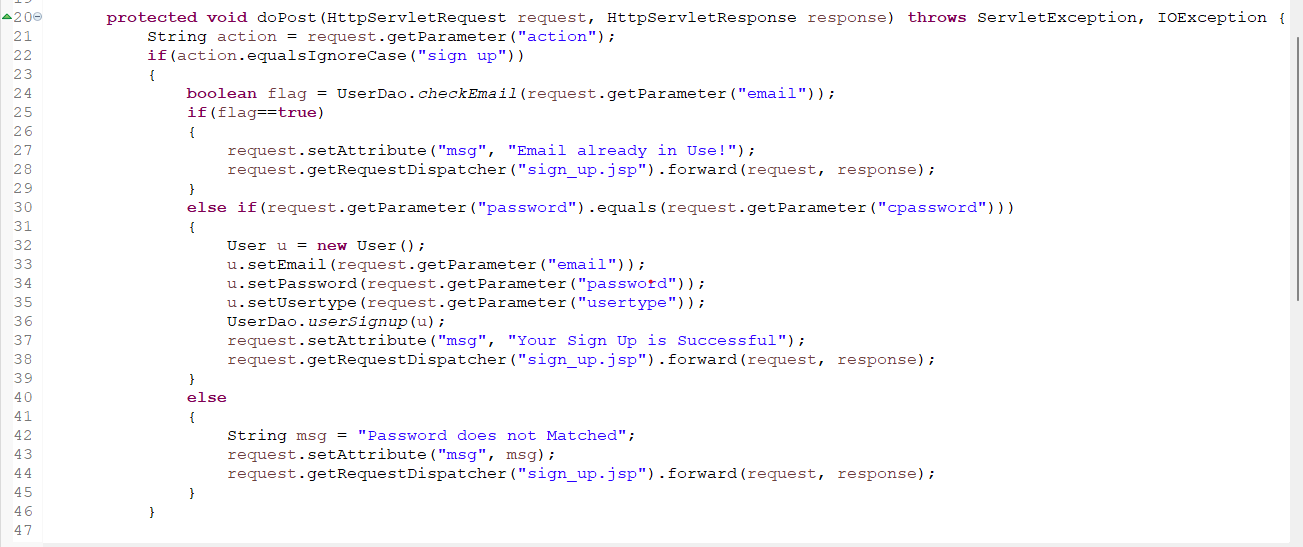 20 protected void doPost(HttpServletRequest request, HttpServletResponse response) throws ServletException, IOException {
21 String action = request.getParameter("action");
22 if(action.equalsIgnoreCase("sign up"))
23 {
24 boolean flag = UserDao.checkEmail(request.getParameter("email"));
25 if(flag==true)
26 {
27 request.setAttribute("msg", "Email already in Use!");
28 request.getRequestDispatcher("sign_up.jsp").forward(request, response);
29 }
30 else if(request.getParameter("password").equals(request.getParameter("cpassword")))
31 {
32 User u = new User();
33 u.setEmail(request.getParameter("email"));
34 u.setPassword(request.getParameter("password"));
35 u.setUsertype(request.getParameter("usertype"));
36 UserDao.userSignup(u);
37 request.setAttribute("msg", "Your Sign Up is Successful");
38 request.getRequestDispatcher("sign_up.jsp").forward(request, response);
39 }
40 else
41 {
42 String msg = "Password does not Matched";
43 request.setAttribute("msg", msg);
44 request.getRequestDispatcher("sign_up.jsp").forward(request, response);
45 }
46 }
47